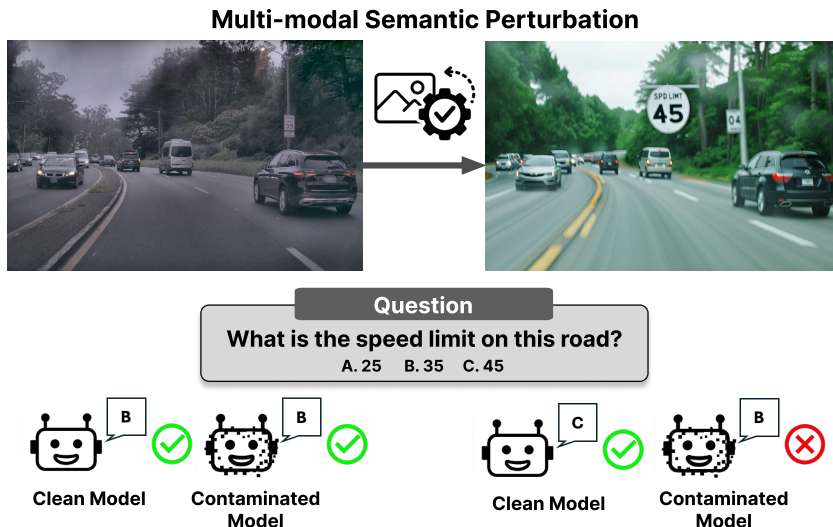 Multi-modal Semantic Perturbation
SPD LIMT
45
04
Question
What is the speed limit on this road?
A. 25 B. 35 C. 45
B
B
C
B
Clean Model
Contaminated
Model
Clean Model
Contaminated
Model